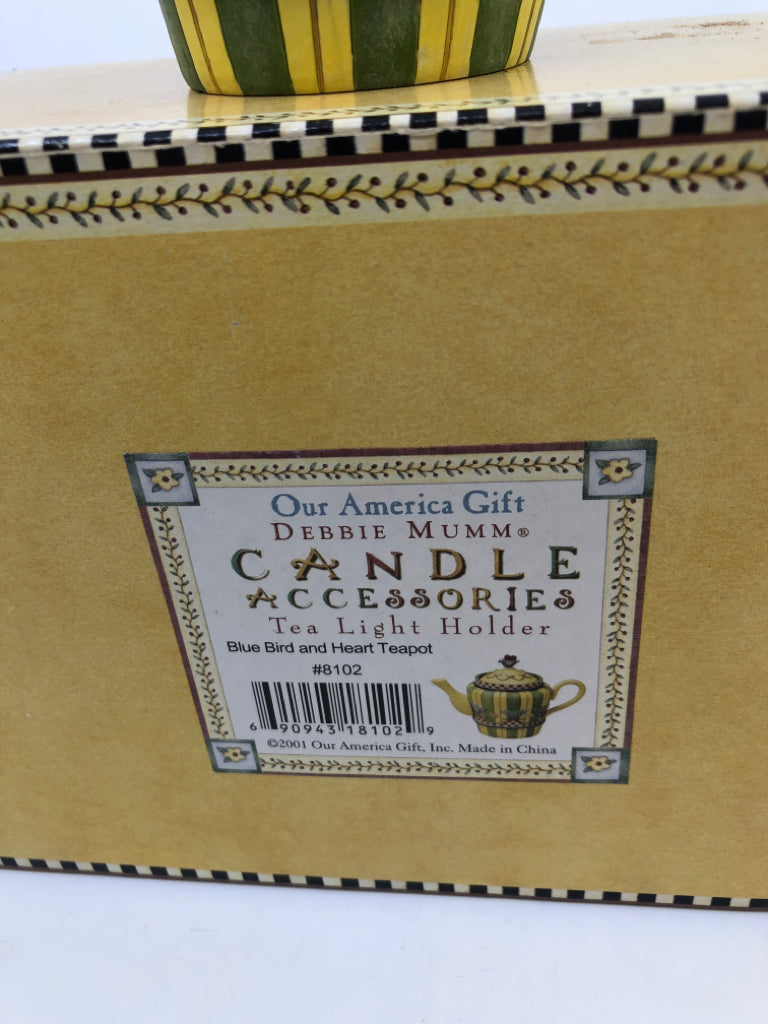 Our America Gift
DEBBIE MUMM®
CANDLE
ACCESSORIES
Tea Light Holder
Blue Bird and Heart Teapot
#8102
6 90943 18102 9
©2001 Our America Gift, Inc. Made in China